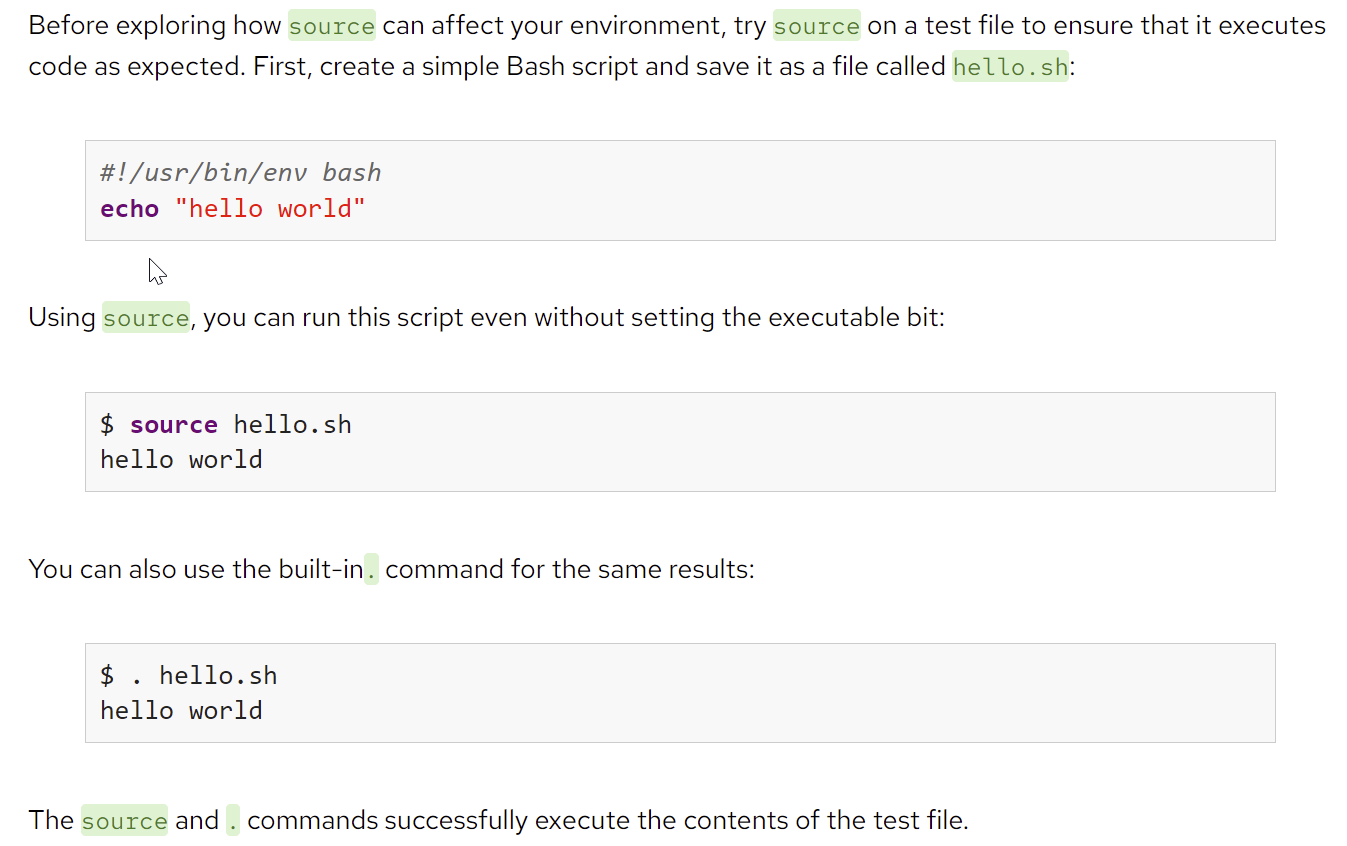 Before exploring how source can affect your environment, try source on a test file to ensure that it executes
code as expected. First, create a simple Bash script and save it as a file called hello.sh:
#!/usr/bin/env bash
echo "hello world"
Using source, you can run this script even without setting the executable bit:
$ source hello.sh
hello world
You can also use the built-in . command for the same results:
$ . hello.sh
hello world
The source and . commands successfully execute the contents of the test file.